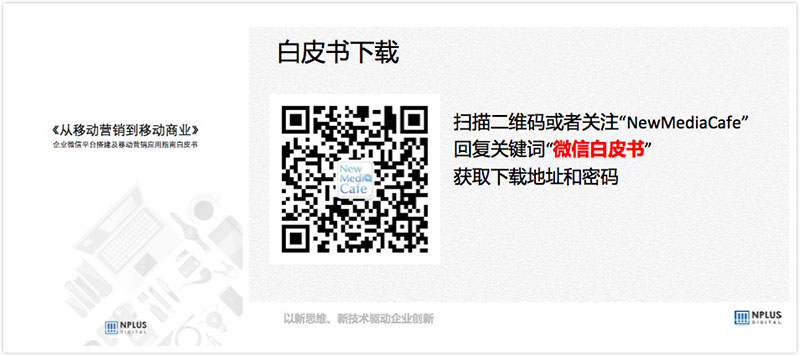 《从移动营销到移动商业》
企业微信平台搭建及移动营销应用指南白皮书
NPLUS
DIGITAL
白皮书下载
New
Media
Cafe
扫描二维码或者关注“NewMediaCafe”
回复关键词“微信白皮书”
获取下载地址和密码
以新思维、新技术驱动企业创新
NPLUS
DIGITAL